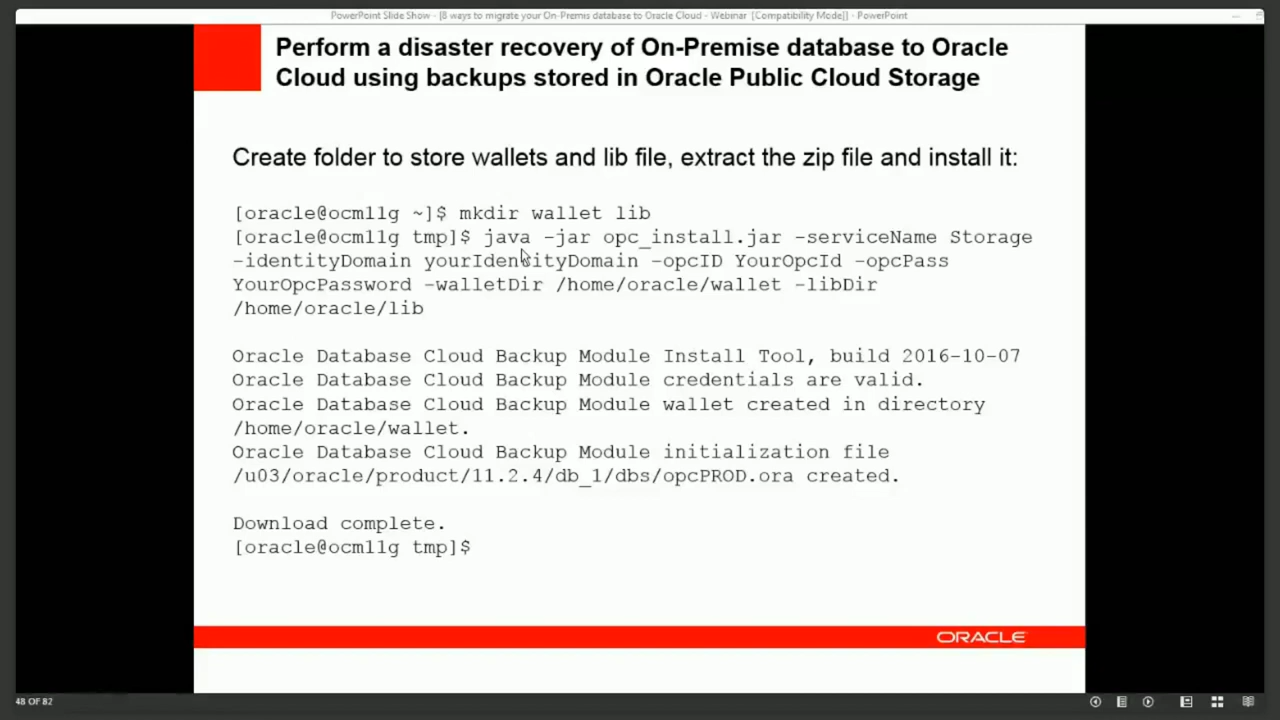 PowerPoint Slide Show - [8 ways to migrate your On-Premis database to Oracle Cloud - Webinar [Compatibility Mode]] - PowerPoint
Perform a disaster recovery of On-Premise database to Oracle
Cloud using backups stored in Oracle Public Cloud Storage
Create folder to store wallets and lib file, extract the zip file and install it:
[oracle@ocm11g ~]$ mkdir wallet lib
[oracle@ocm11g tmp]$ java -jar opc_install.jar -serviceName Storage
-identityDomain yourIdentityDomain -opcID YourOpcId -opcPass
YourOpcPassword -walletDir /home/oracle/wallet -libDir
/home/oracle/lib
Oracle Database Cloud Backup Module Install Tool, build 2016-10-07
Oracle Database Cloud Backup Module credentials are valid.
Oracle Database Cloud Backup Module wallet created in directory
/home/oracle/wallet.
Oracle Database Cloud Backup Module initialization file
/u03/oracle/product/11.2.4/db_1/dbs/opcPROD.ora created.
Download complete.
[oracle@ocm11g tmp]$
ORACLE
48 OF 82